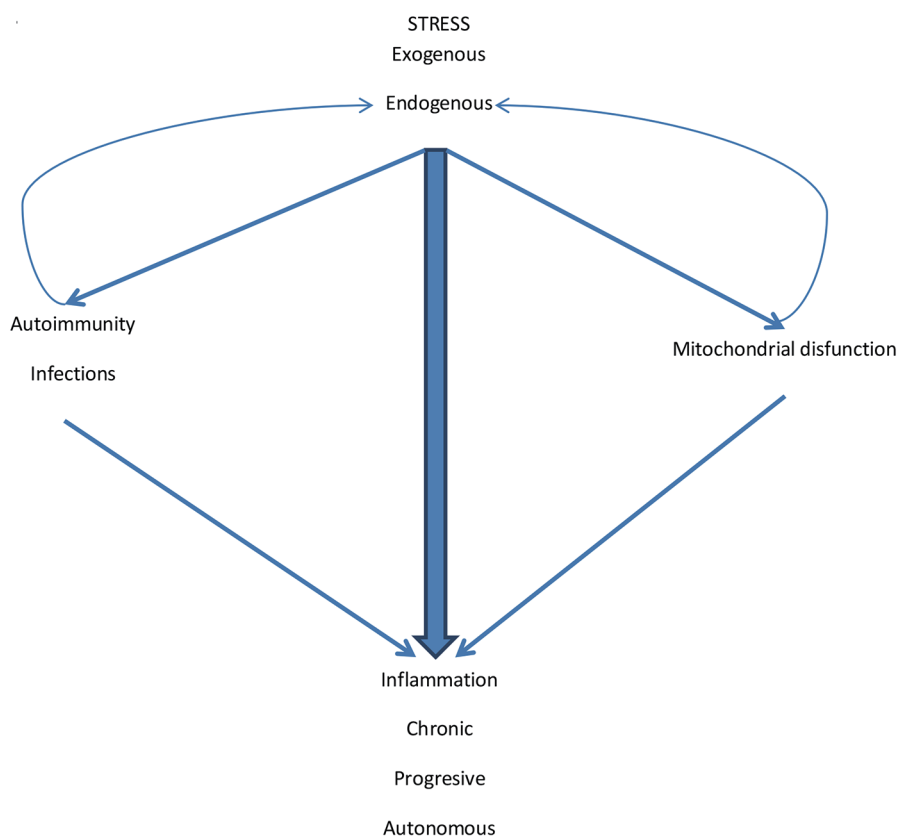 STRESS
Exogenous
Endogenous
Autoimmunity
Infections
Mitochondrial disfunction
Inflammation
Chronic
Progresive
Autonomous